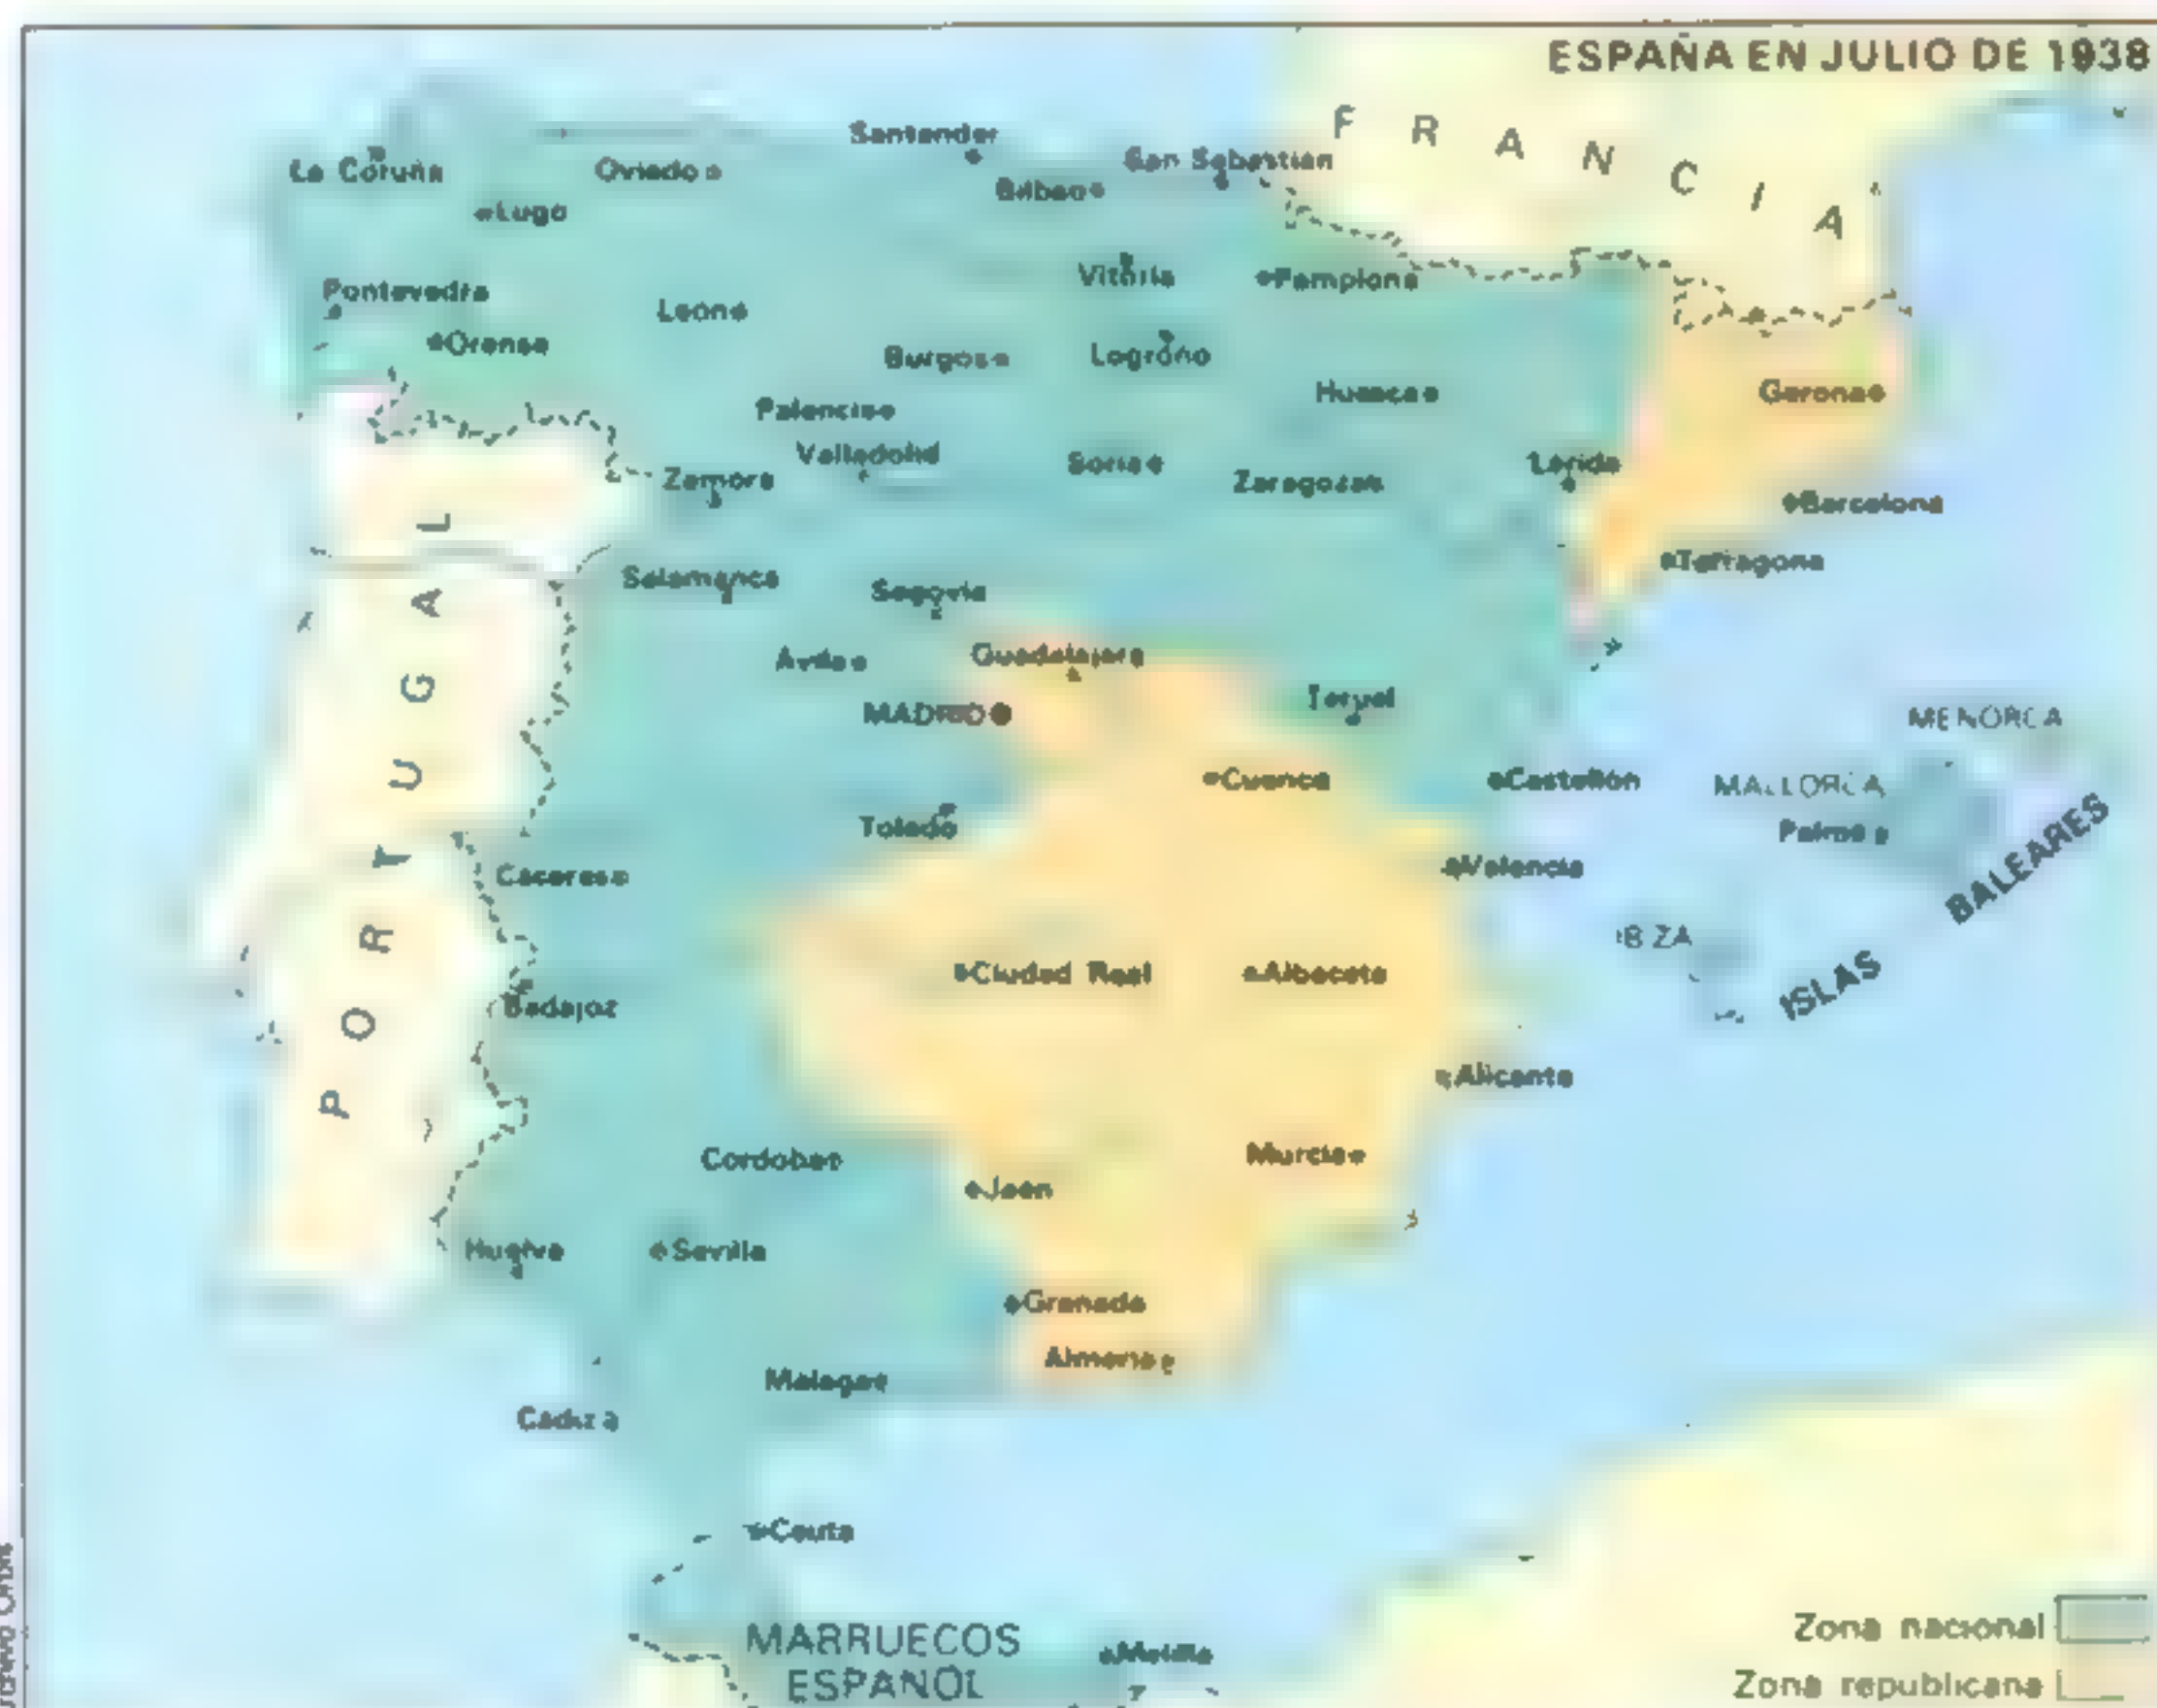 ESPAÑA EN JULIO DE 1938
FRANCIA
Santander
La Coruña
Oviedo
San Sebastian
Bilbao
Lugo
Vitoria
Pamplona
Pontevedra
Leon
Orense
Burgos
Logroño
Huesca
Gerona
Palencia
Valladolid
Soria
Lerida
Zamora
Zaragoza
Barcelona
Tarragona
Salamanca
Segovia
Avila
Guadalajara
MADRID
Teruel
MENORCA
Cuenca
Castellón
MALLORCA
Toledo
Palma
Valencia
Caceres
PORTUGAL
ISLAS BALEARES
Ciudad Real
Albacete
Badajoz
Alicante
Cordoba
Murcia
Jaen
Huelva
Sevilla
Granada
Almeria
Malaga
Cadiz
Ceuta
MARRUECOS
ESPAÑOL
Melilla
Zona nacional
Zona republicana